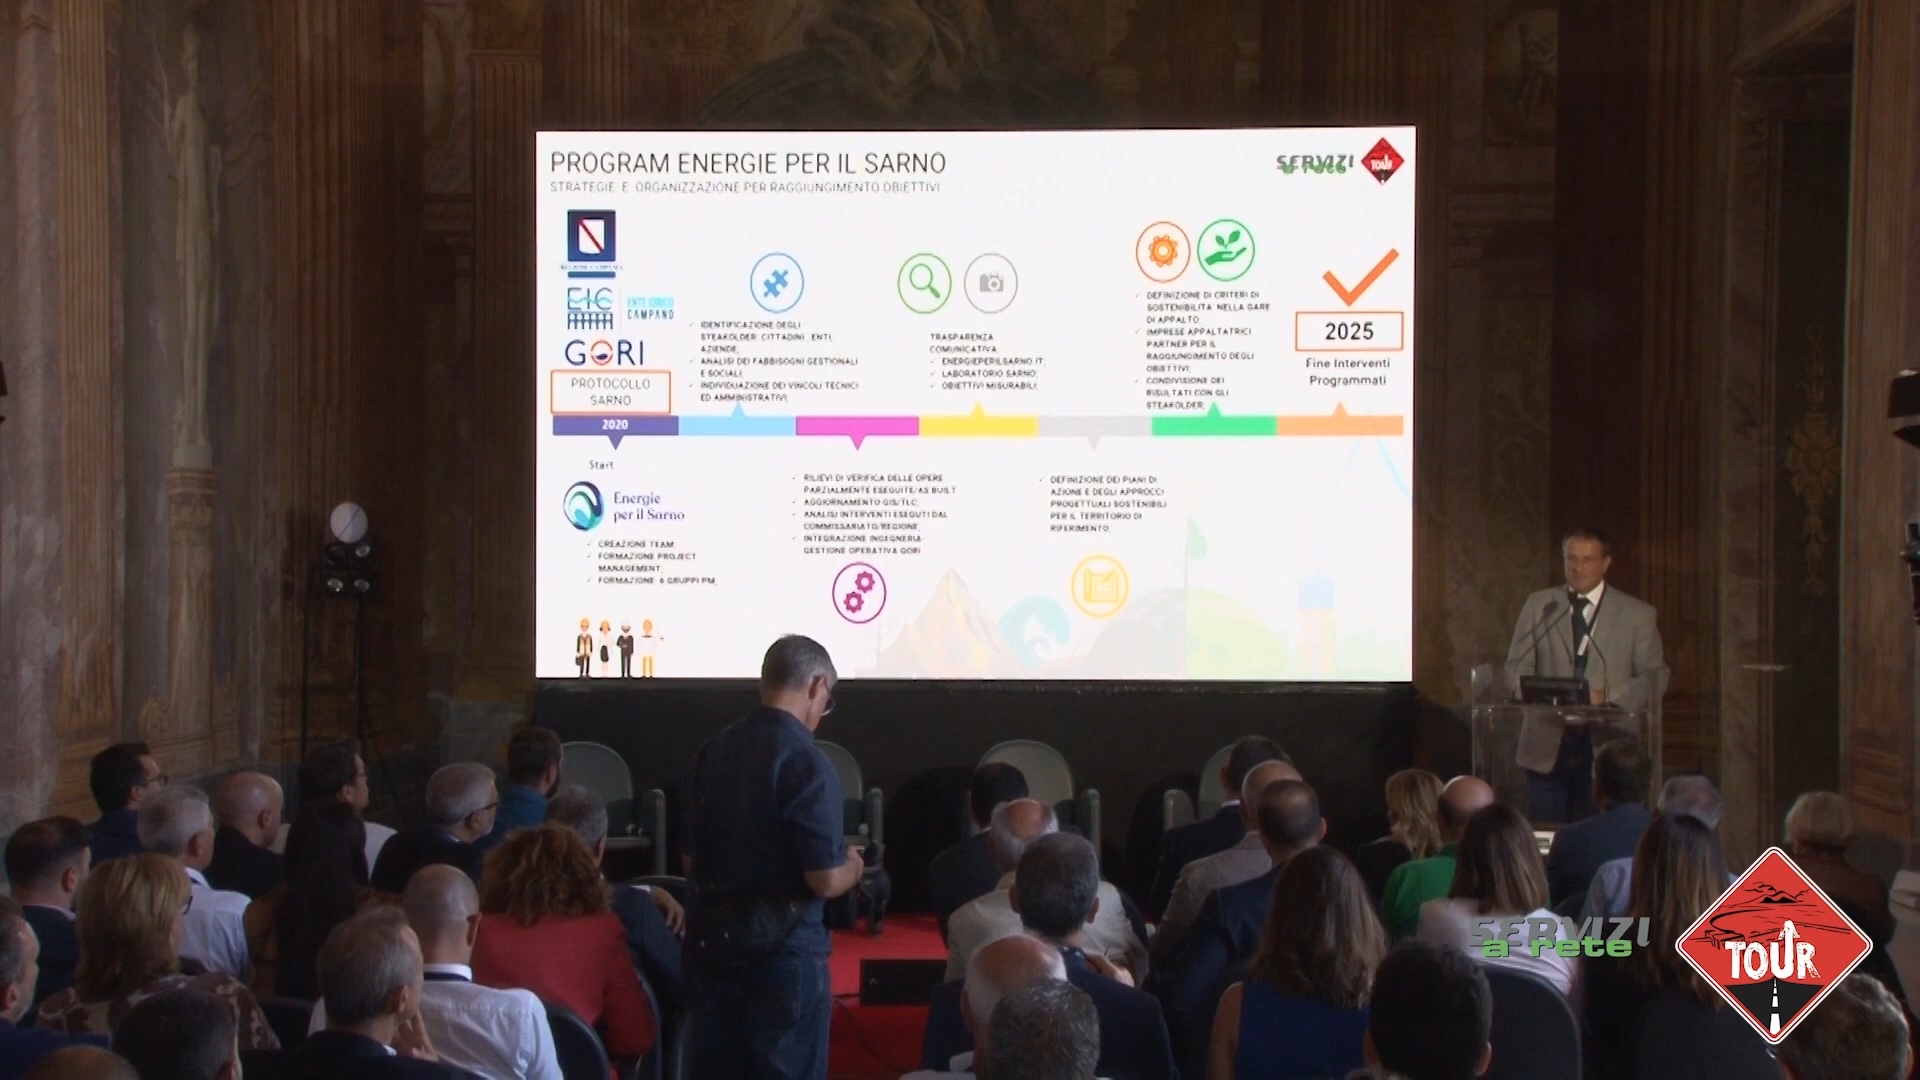 PROGRAM ENERGIE PER IL SARNO
STRATEGIE E ORGANIZZAZIONE PER RAGGIUNGIMENTO OBIETTIVI
SERVIZI
a rete
TOUR
EIC
ENTE IDRICO
CAMPANO
GORI
PROTOCOLLO
SARNO
2020
Start
Energie
per il Sarno
CREAZIONE TEAM
FORMAZIONE PROJECT
MANAGEMENT;
FORMAZIONE 6 GRUPPI PM;
IDENTIFICAZIONE DEGLI
STEAKOLDER: CITTADINI, ENTI,
AZIENDE;
ANALISI DEI FABBISOGNI GESTIONALI
E SOCIALI;
INDIVIDUAZIONE DEI VINCOLI TECNICI
ED AMMINISTRATIVI;
RILIEVI DI VERIFICA DELLE OPERE
PARZIALMENTE ESEGUITE/AS BUILT
AGGIORNAMENTO GIS/TLC;
ANALISI INTERVENTI ESEGUTI DAL
COMMISSARIATO/REGIONE;
INTEGRAZIONE INGEGNERIA-
GESTIONE OPERATIVA GORI
TRASPARENZA
COMUNICATIVA:
ENERGIEPERILSARNO.IT;
LABORATORIO SARNO;
OBIETTIVI MISURABILI;
DEFINIZIONE DEI PIANI DI
AZIONE E DEGLI APPROCCI
PROGETTUALI SOSTENIBILI
PER IL TERRITORIO DI
RIFERIMENTO;
DEFINIZIONE DI CRITERI DI
SOSTENIBILITA' NELLA GARE
DI APPALTO
IMPRESE APPALTATRICI
PARTNER PER IL
RAGGIUNGIMENTO DEGLI
OBIETTIVI;
CONDIVISIONE DEI
RISULTATI CON GLI
STEAKOLDER;
2025
Fine Interventi
Programmati
SERVIZI
a rete
TOUR